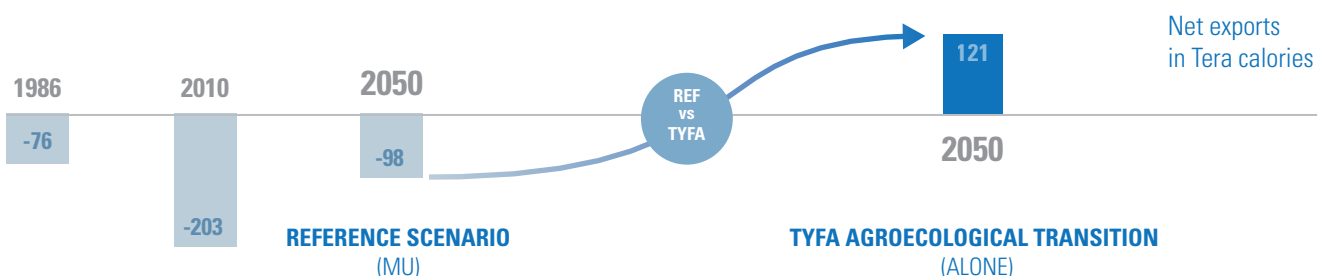 Net exports
in Tera calories
1986
2010
2050
-76
-203
-98
REF
vs
TYFA
121
2050
REFERENCE SCENARIO
(MU)
TYFA AGROECOLOGICAL TRANSITION
(ALONE)